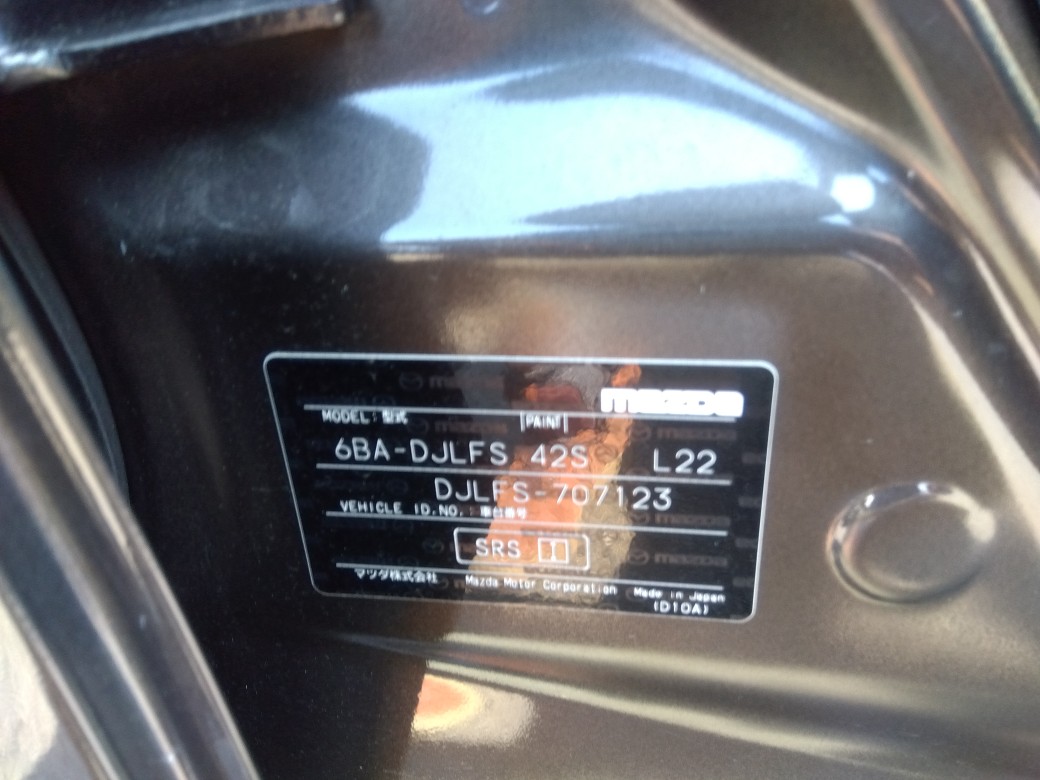 mazda
MODEL:型式 PAINT
6BA-DJLFS 42S L22
DJLFS-707123
VEHICLE ID.NO.:車台番号
SRS
マツダ株式会社 Mazda Motor Corporation Made in Japan
(D10A)